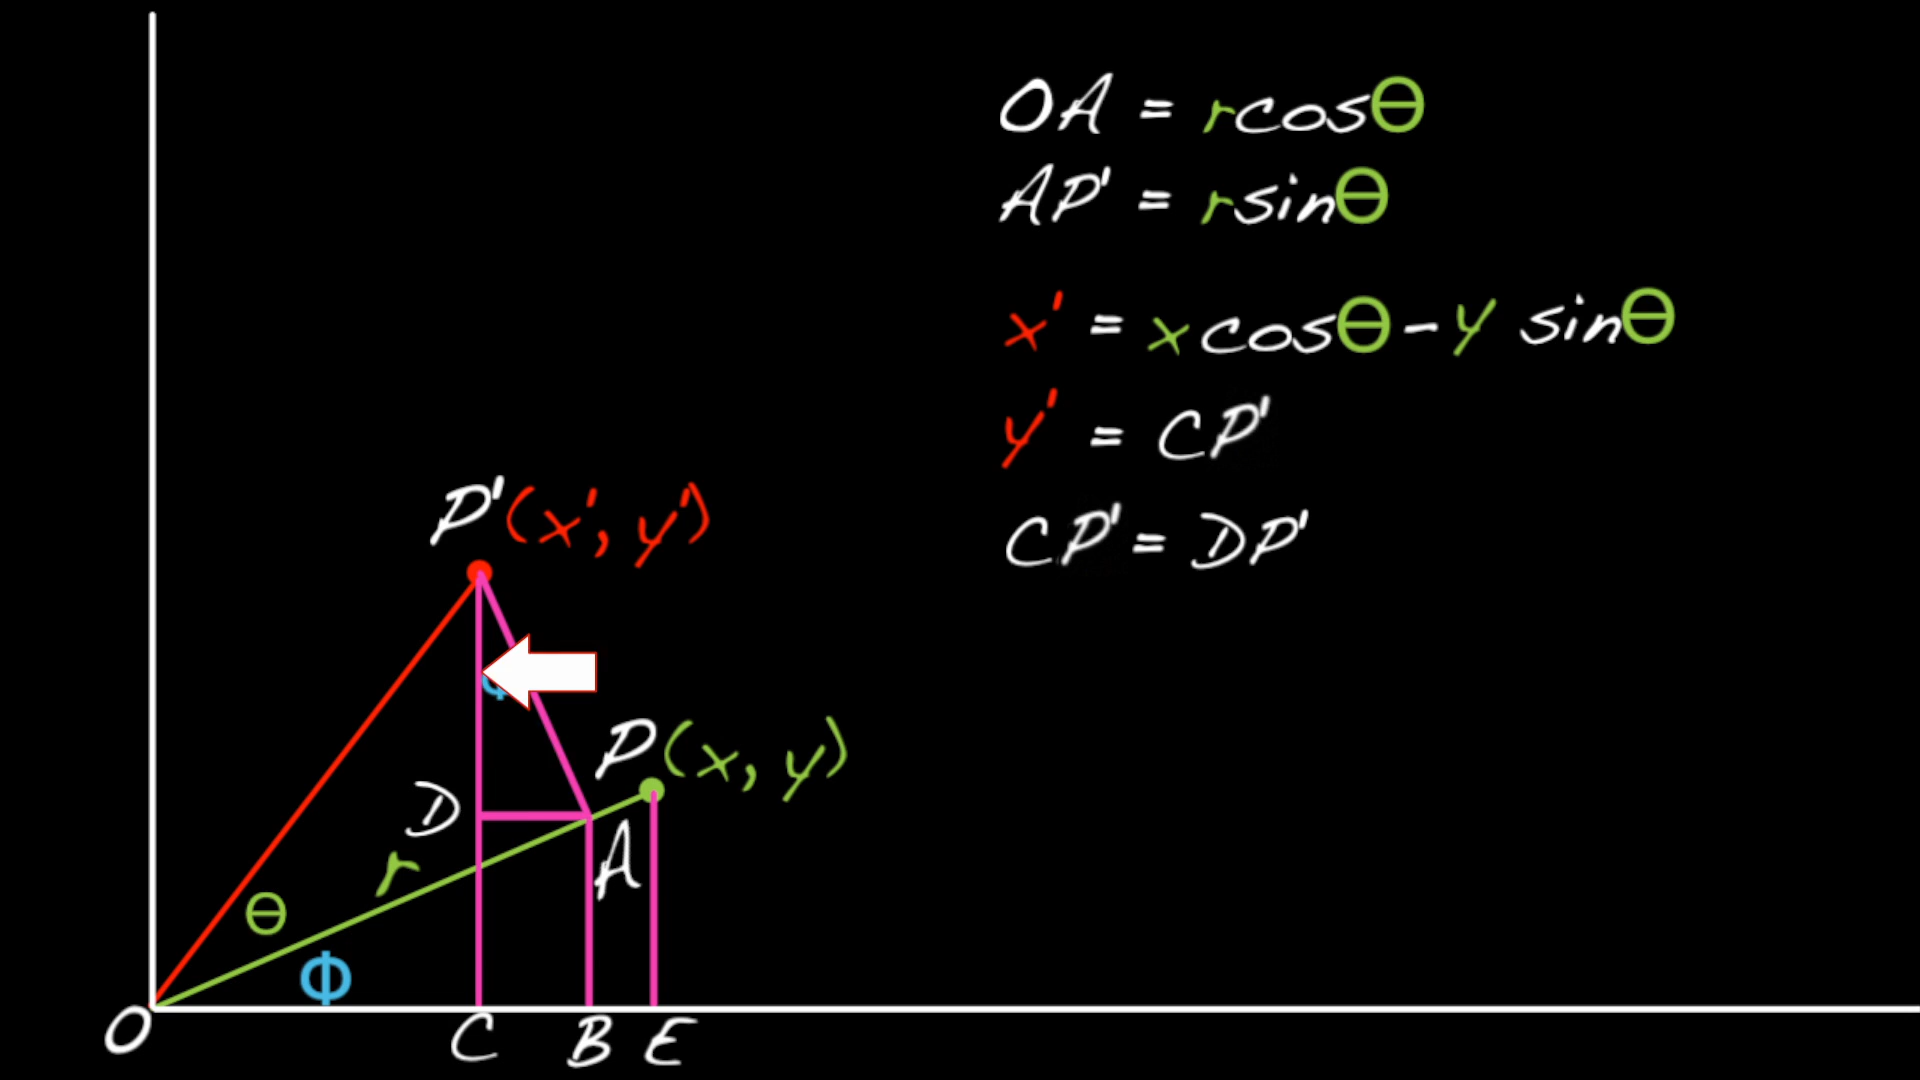 OA = rcosθ
AP' = rsinθ
x' = xcosθ - y sinθ
y' = CP'
CP' = DP'
P'(x', y')
P(x, y)
D
A
r
θ
Φ
O
C B E